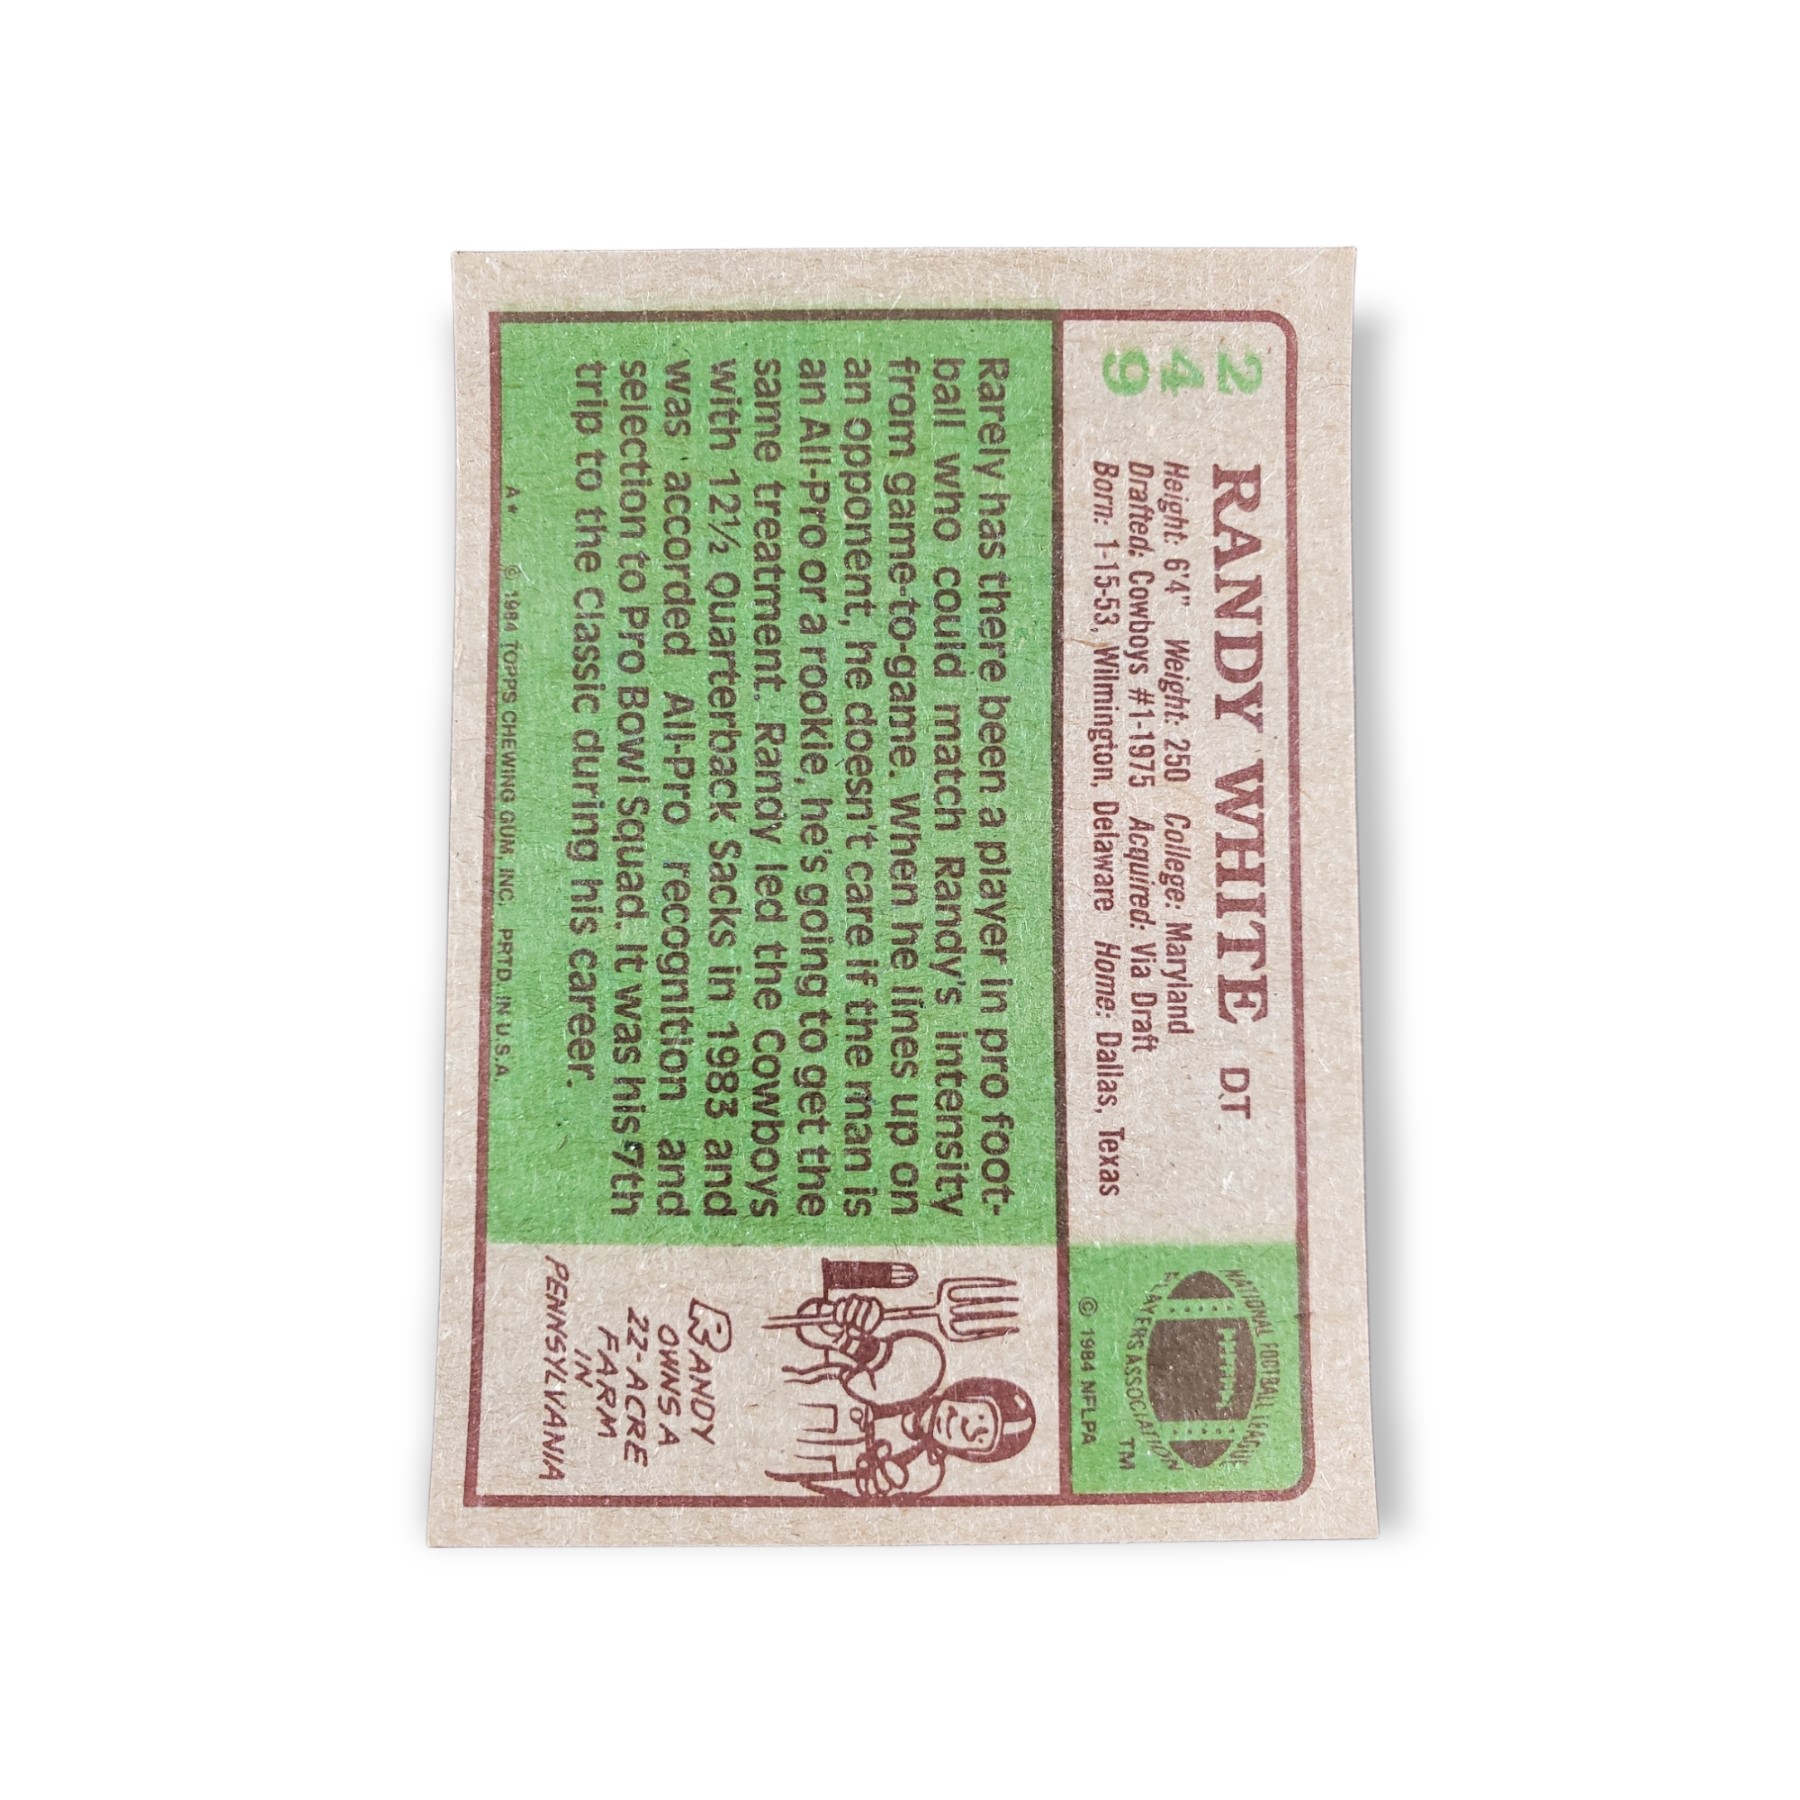 249
RANDY WHITE DT
Height: 6'4" Weight: 250 College: Maryland
Drafted: Cowboys #1-1975 Acquired: Via Draft
Born: 1-15-53, Wilmington, Delaware Home: Dallas, Texas
NATIONAL FOOTBALL LEAGUE
PLAYERS ASSOCIATION
TM
© 1984 NFLPA
Rarely has there been a player in pro foot-
ball who could match Randy's intensity
from game-to-game. When he lines up on
an opponent, he doesn't care if the man is
an All-Pro or a rookie, he's going to get the
same treatment. Randy led the Cowboys
with 12½ Quarterback Sacks in 1983 and
was accorded All-Pro recognition and
selection to Pro Bowl Squad. It was his 7th
trip to the Classic during his career.
A* © 1984 TOPPS CHEWING GUM, INC. PRTD. IN U.S.A.
RANDY
OWNS A
22-ACRE
FARM
IN
PENNSYLVANIA